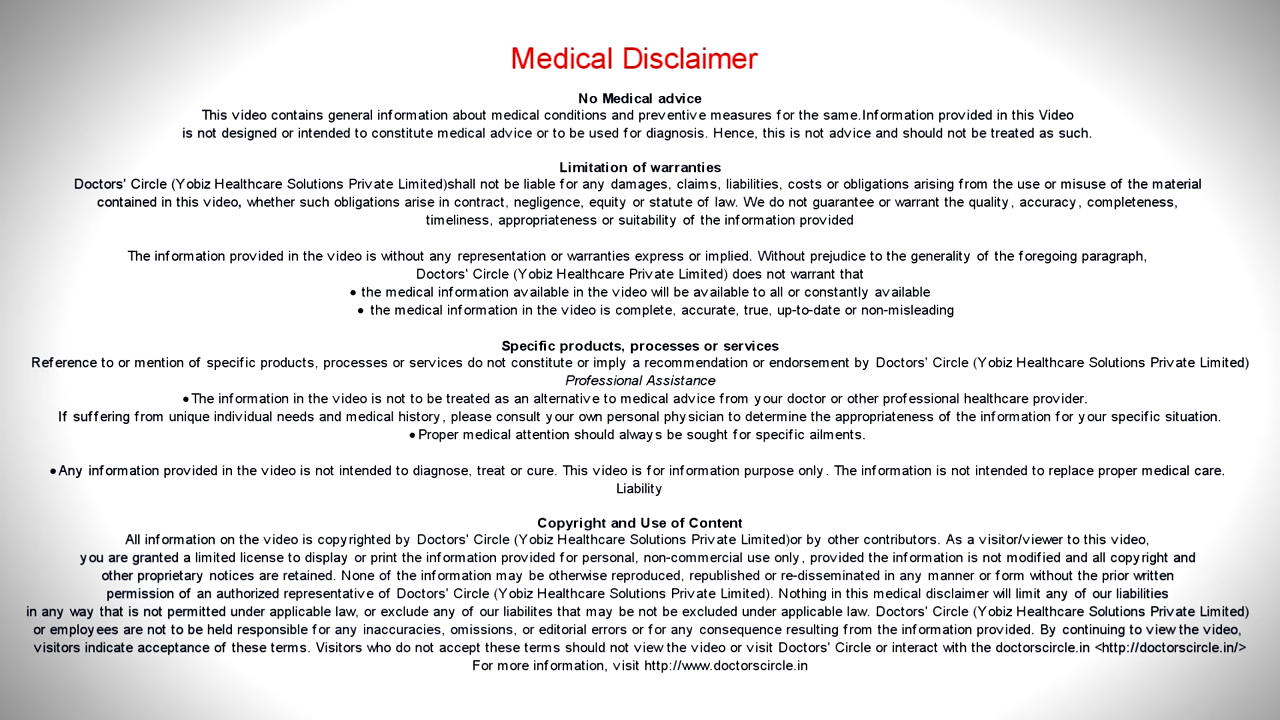 Medical Disclaimer
No Medical advice
This video contains general information about medical conditions and preventive measures for the same.Information provided in this Video
is not designed or intended to constitute medical advice or to be used for diagnosis. Hence, this is not advice and should not be treated as such.
Limitation of warranties
Doctors' Circle (Yobiz Healthcare Solutions Private Limited)shall not be liable for any damages, claims, liabilities, costs or obligations arising from the use or misuse of the material
contained in this video, whether such obligations arise in contract, negligence, equity or statute of law. We do not guarantee or warrant the quality, accuracy, completeness,
timeliness, appropriateness or suitability of the information provided
The information provided in the video is without any representation or warranties express or implied. Without prejudice to the generality of the foregoing paragraph,
Doctors' Circle (Yobiz Healthcare Private Limited) does not warrant that
• the medical information available in the video will be available to all or constantly available
• the medical information in the video is complete, accurate, true, up-to-date or non-misleading
Specific products, processes or services
Reference to or mention of specific products, processes or services do not constitute or imply a recommendation or endorsement by Doctors' Circle (Yobiz Healthcare Solutions Private Limited)
Professional Assistance
•The information in the video is not to be treated as an alternative to medical advice from your doctor or other professional healthcare provider.
If suffering from unique individual needs and medical history, please consult your own personal physician to determine the appropriateness of the information for your specific situation.
•Proper medical attention should always be sought for specific ailments.
•Any information provided in the video is not intended to diagnose, treat or cure. This video is for information purpose only. The information is not intended to replace proper medical care.
Liability
Copyright and Use of Content
All information on the video is copyrighted by Doctors' Circle (Yobiz Healthcare Solutions Private Limited)or by other contributors. As a visitor/viewer to this video,
you are granted a limited license to display or print the information provided for personal, non-commercial use only, provided the information is not modified and all copyright and
other proprietary notices are retained. None of the information may be otherwise reproduced, republished or re-disseminated in any manner or form without the prior written
permission of an authorized representative of Doctors' Circle (Yobiz Healthcare Solutions Private Limited). Nothing in this medical disclaimer will limit any of our liabilities
in any way that is not permitted under applicable law, or exclude any of our liabilites that may be not be excluded under applicable law. Doctors' Circle (Yobiz Healthcare Solutions Private Limited)
or employees are not to be held responsible for any inaccuracies, omissions, or editorial errors or for any consequence resulting from the information provided. By continuing to view the video,
visitors indicate acceptance of these terms. Visitors who do not accept these terms should not view the video or visit Doctors' Circle or interact with the doctorscircle.in <http://doctorscircle.in/>
For more information, visit http://www.doctorscircle.in